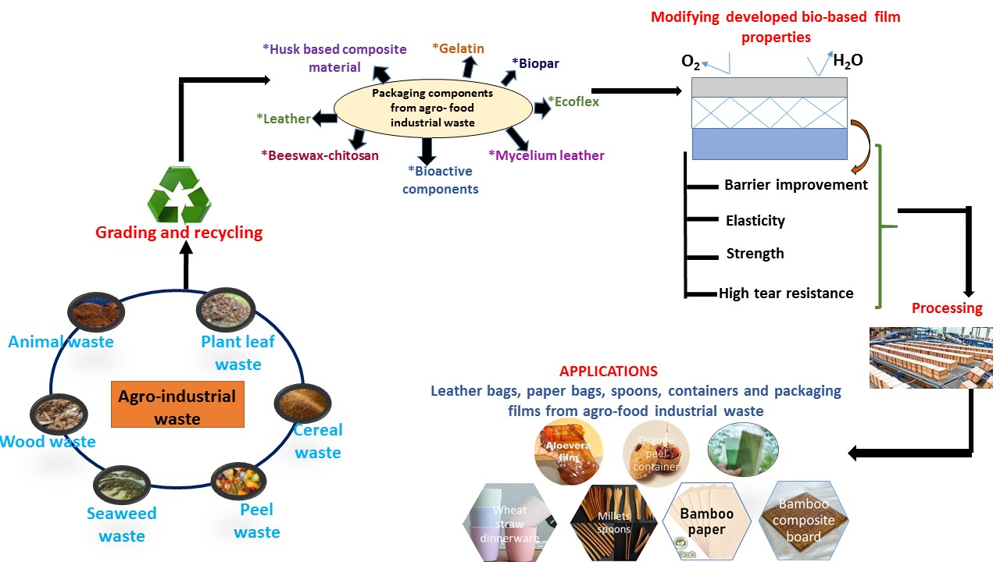 Modifying developed bio-based film
properties
O₂
H₂O
*Husk based composite
material
*Gelatin
*Biopar
*Ecoflex
Packaging components
from agro- food
industrial waste
*Leather
*Beeswax-chitosan
*Bioactive
components
*Mycelium leather
Barrier improvement
Elasticity
Strength
High tear resistance
Grading and recycling
Animal waste
Plant leaf
waste
Agro-industrial
waste
Wood waste
Cereal
waste
Seaweed
waste
Peel
waste
Processing
APPLICATIONS
Leather bags, paper bags, spoons, containers and packaging
films from agro-food industrial waste
Aloevera
film
Orange
peel
container
Wheat
straw
dinnerware
Millets
spoons
Bamboo
paper
Pack
Bamboo
composite
board